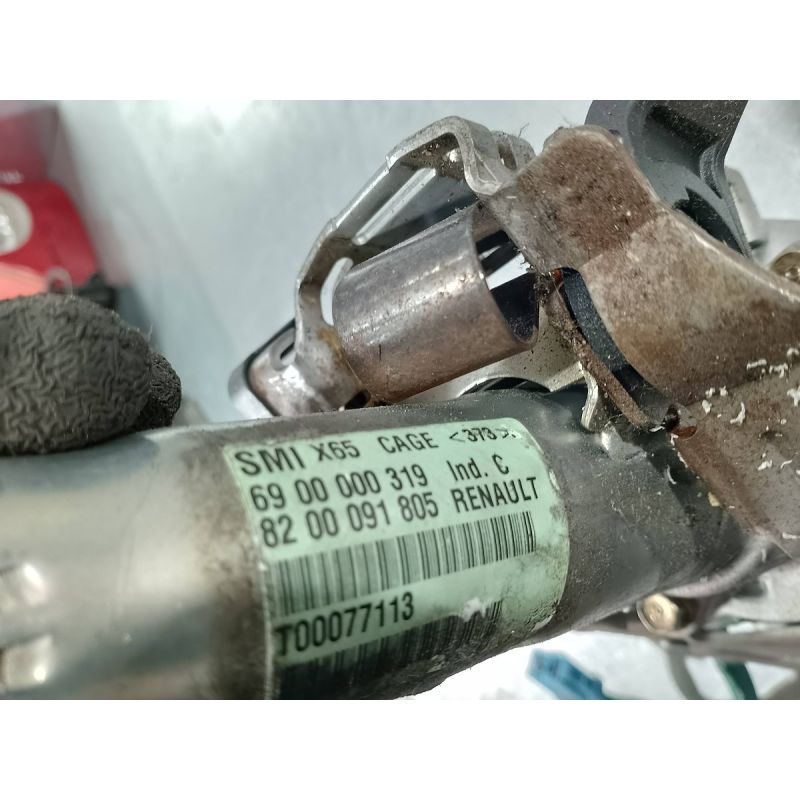 SMI X65 CAGE <373>
69 00 000 319 Ind. C
82 00 091 805 RENAULT
T00077113